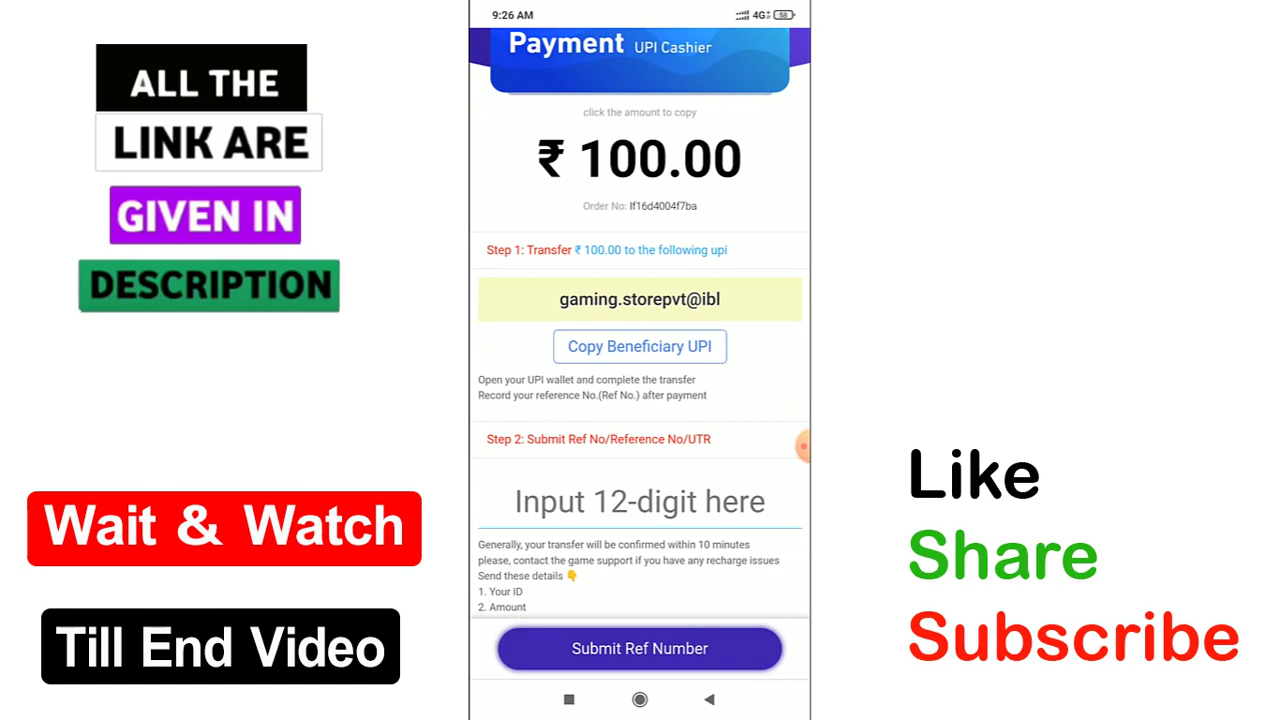 ALL THE
LINK ARE
GIVEN IN
DESCRIPTION
Wait & Watch
Till End Video
9:26 AM
4G
58
Payment UPI Cashier
click the amount to copy
₹ 100.00
Order No: lf16d4004f7ba
Step 1: Transfer ₹ 100.00 to the following upi
gaming.storepvt@ibl
Copy Beneficiary UPI
Open your UPI wallet and complete the transfer
Record your reference No.(Ref No.) after payment
Step 2: Submit Ref No/Reference No/UTR
Input 12-digit here
Generally, your transfer will be confirmed within 10 minutes
please, contact the game support if you have any recharge issues
Send these details 👇
1. Your ID
2. Amount
Submit Ref Number
Like
Share
Subscribe